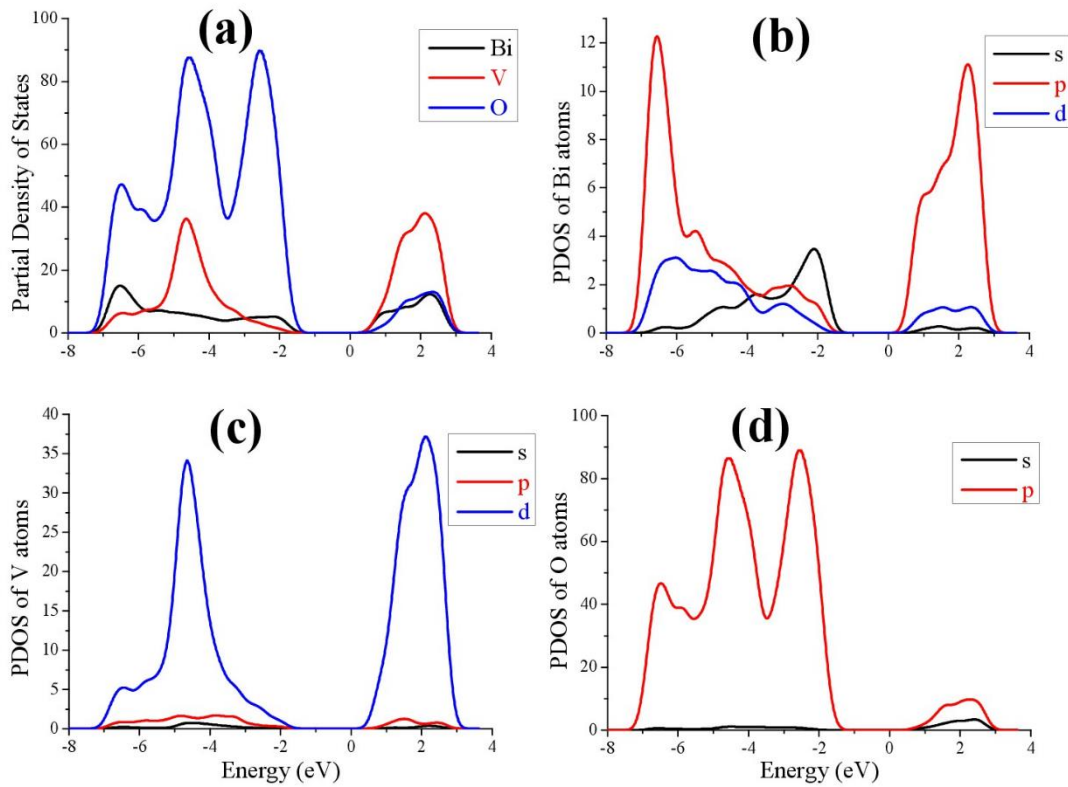 (a)
Bi
V
O
Partial Density of States
100
80
60
40
20
0
-8 -6 -4 -2 0 2 4
(b)
s
p
d
PDOS of Bi atoms
12
10
8
6
4
2
0
-8 -6 -4 -2 0 2 4
(c)
s
p
d
PDOS of V atoms
40
35
30
25
20
15
10
5
0
-8 -6 -4 -2 0 2 4
Energy (eV)
(d)
s
p
PDOS of O atoms
100
80
60
40
20
0
-8 -6 -4 -2 0 2 4
Energy (eV)